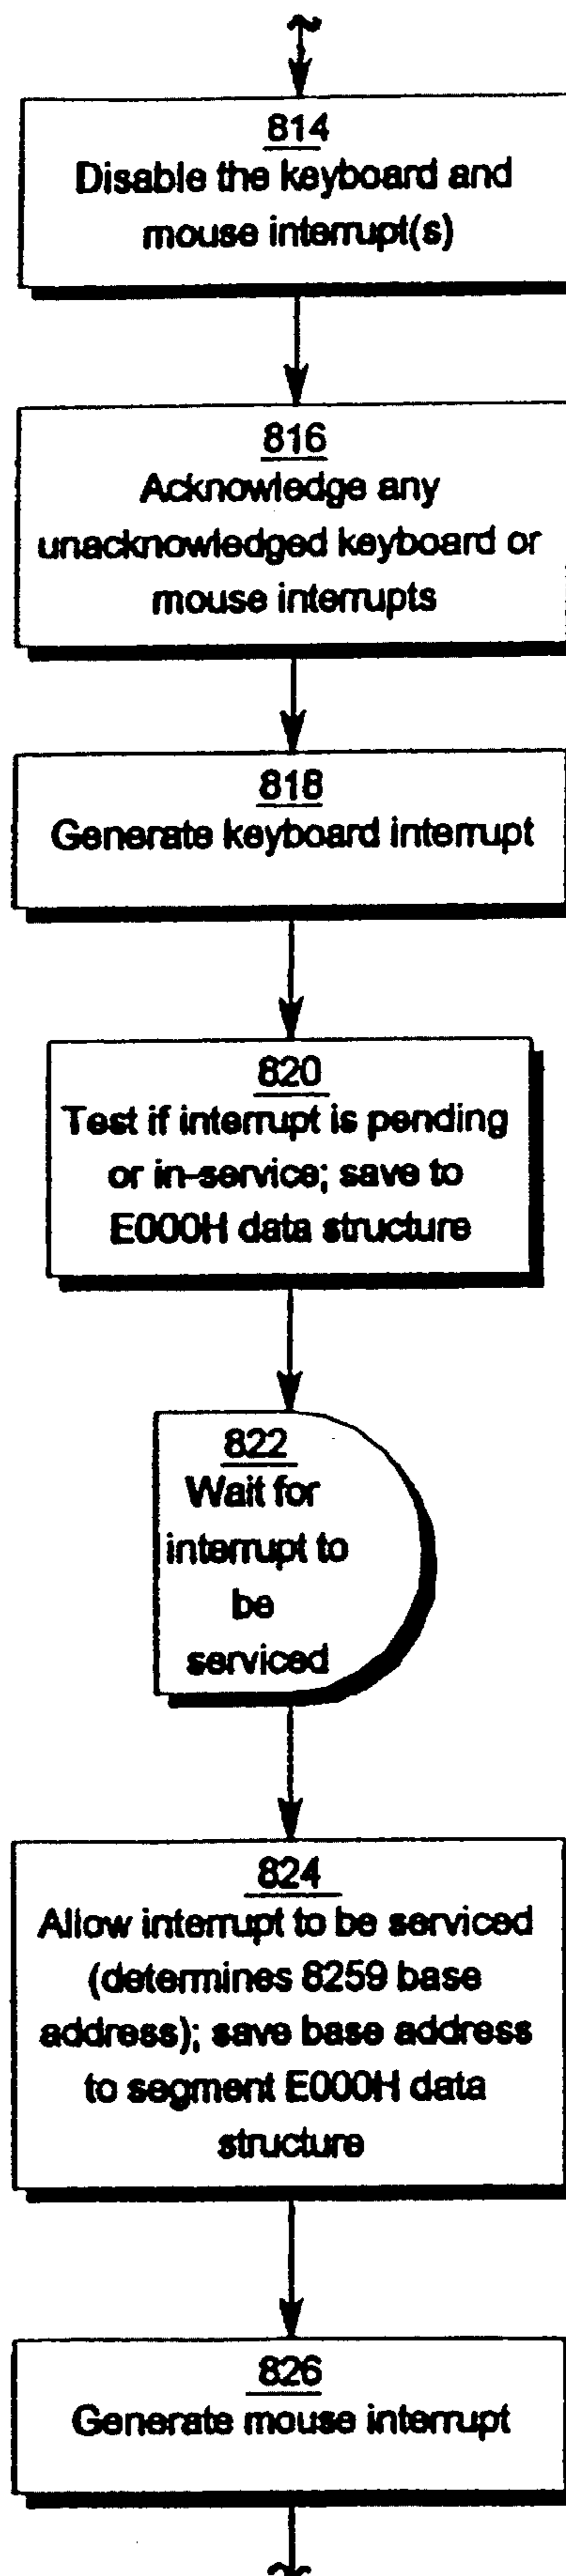 814
Disable the keyboard and
mouse interrupt(s)
816
Acknowledge any
unacknowledged keyboard or
mouse interrupts
818
Generate keyboard interrupt
820
Test if interrupt is pending
or in-service; save to
E000H data structure
822
Wait for
interrupt to
be
serviced
824
Allow interrupt to be serviced
(determines 8259 base
address); save base address
to segment E000H data
structure
826
Generate mouse interrupt